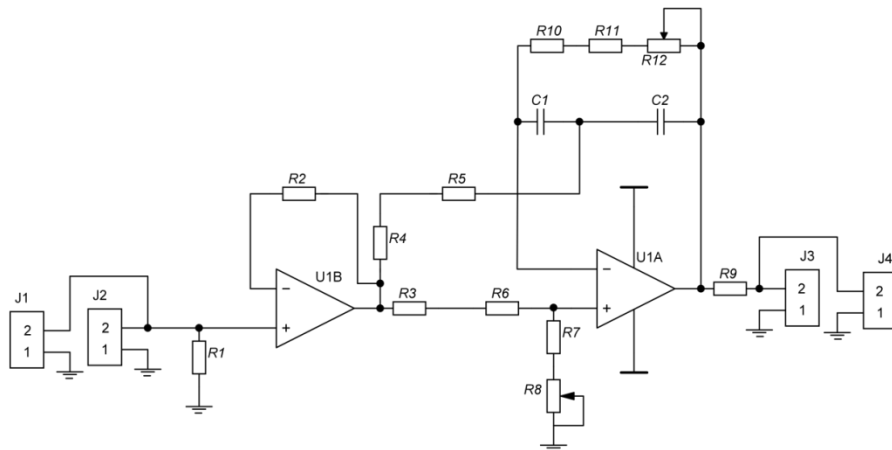 R10 R11
R12
C1 C2
R2 R5
R4
U1B U1A
J1 J2 R3 R6 R9 J3 J4
− −
+ +
2 2 2 2
1 1 1 1
R1 R7
R8